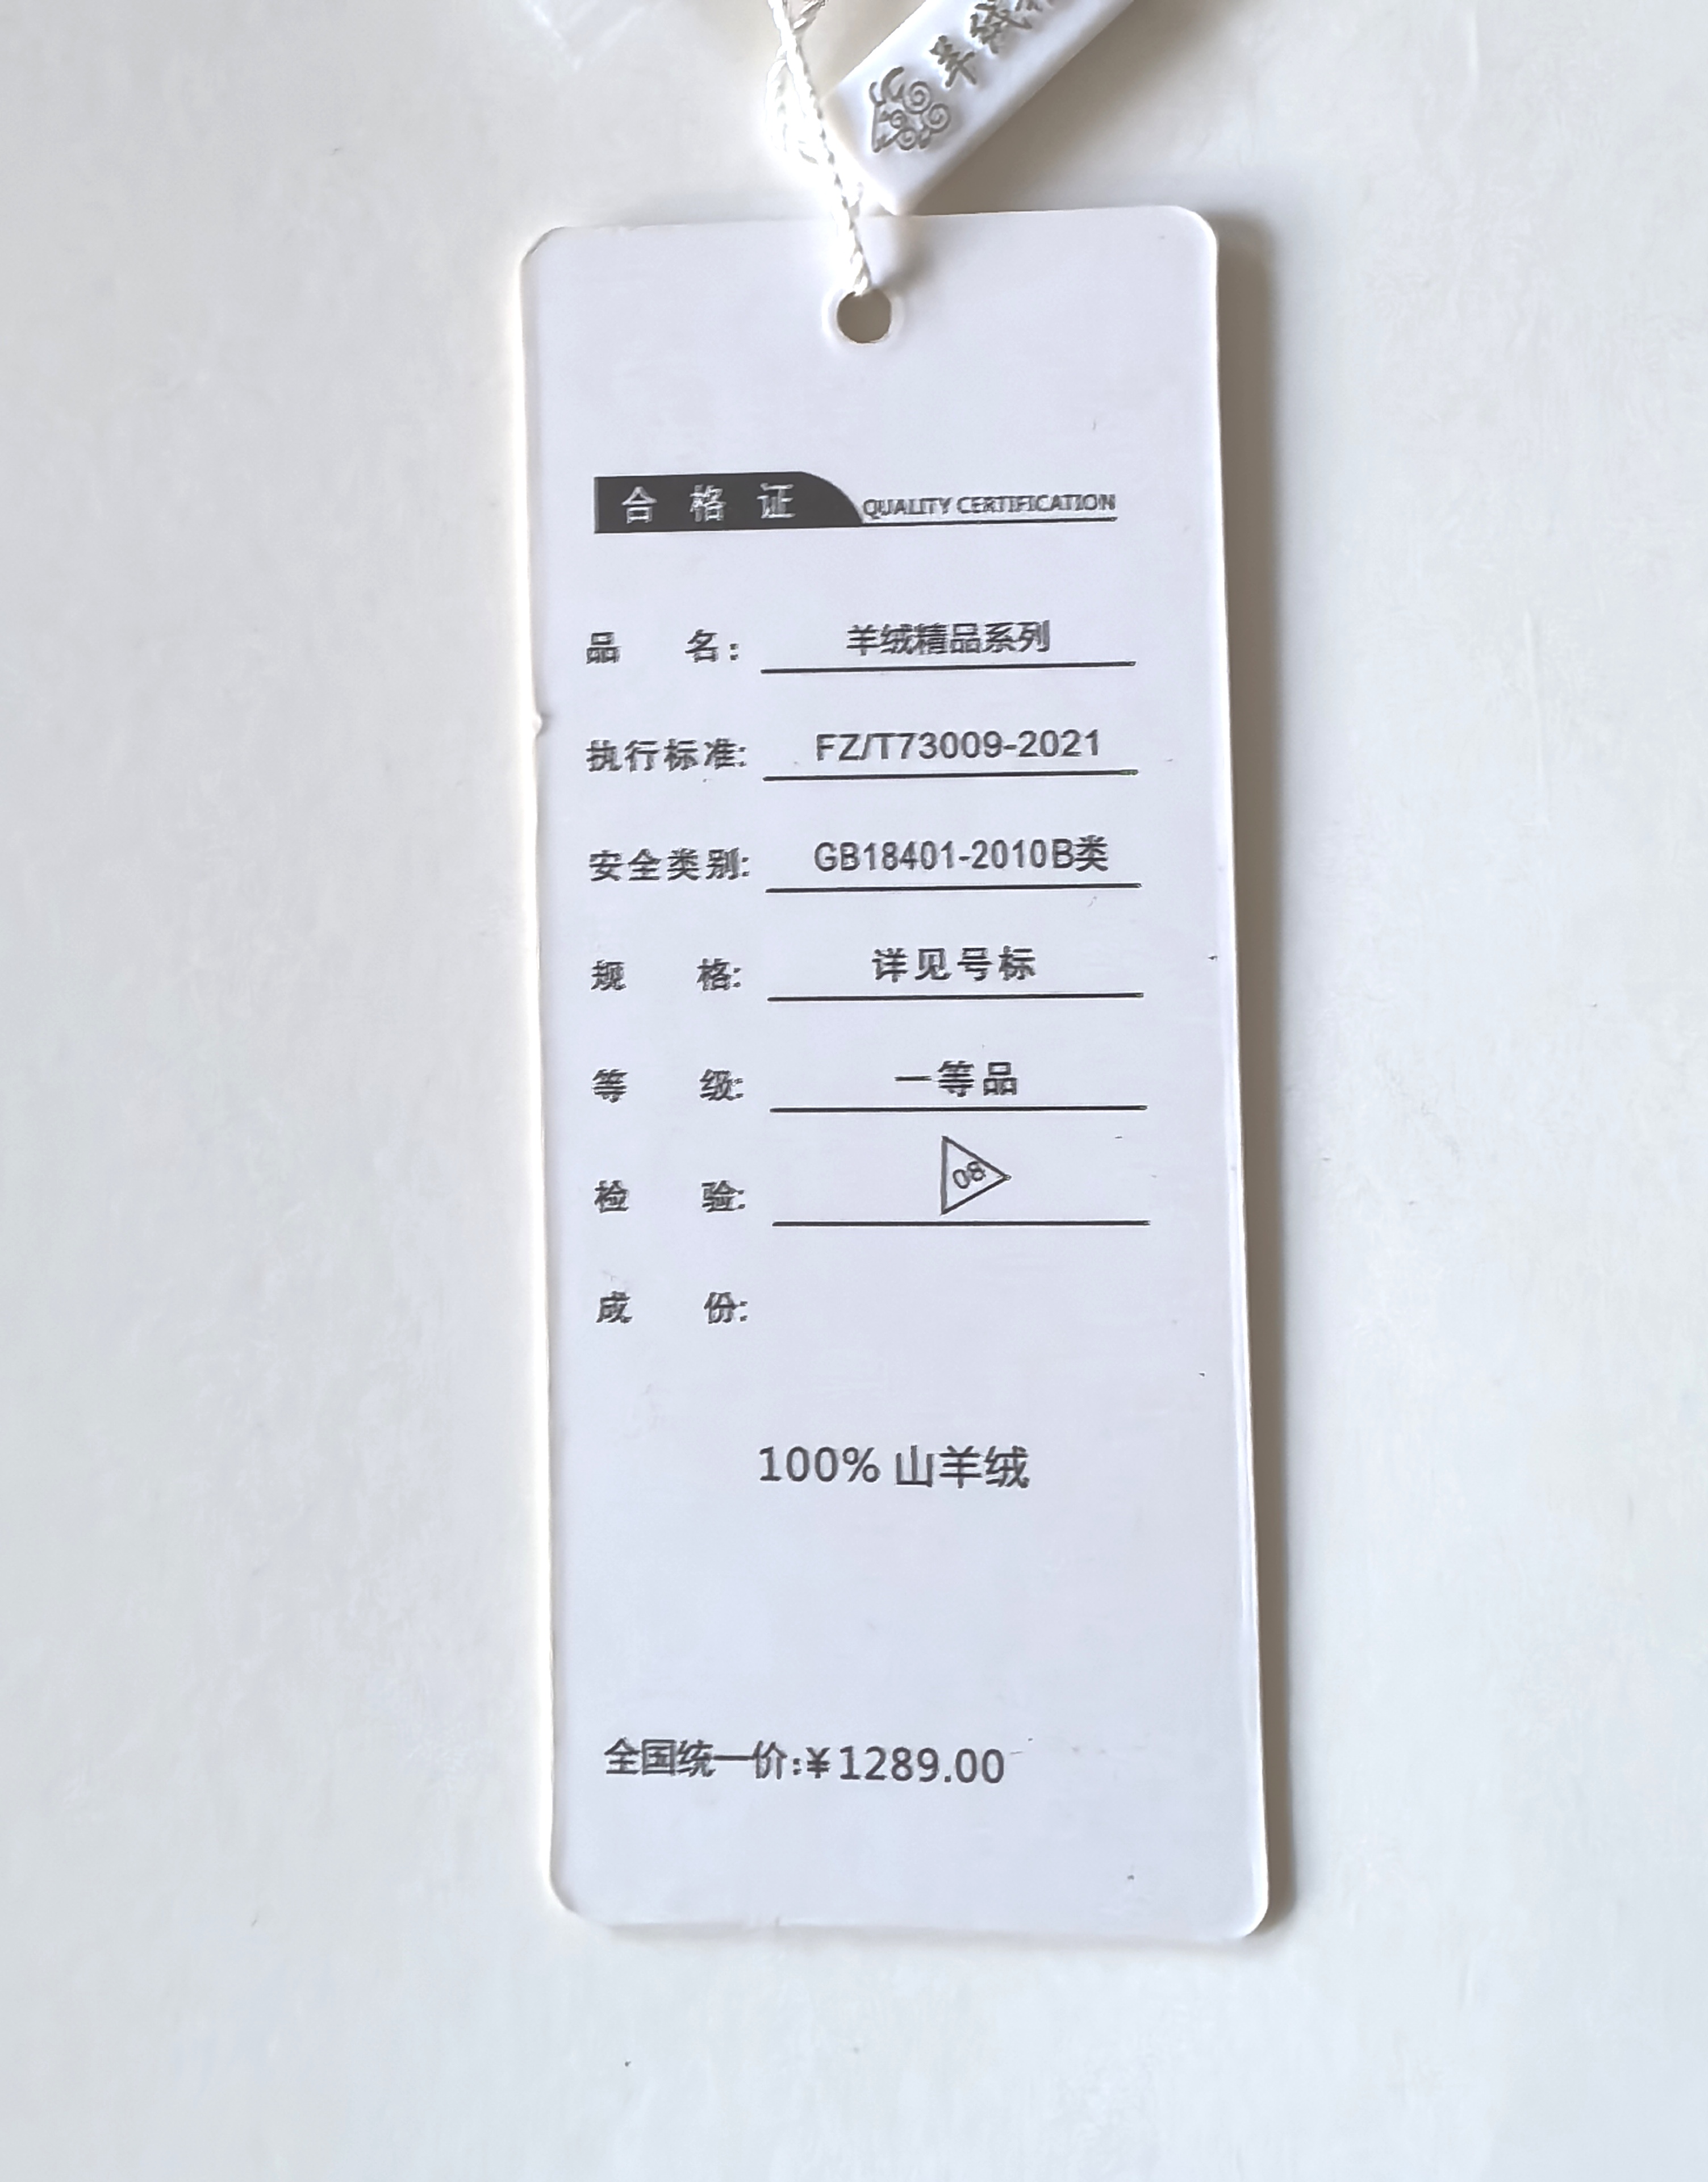 羊绒
合格证 QUALITY CERTIFICATION
品名: 羊绒精品系列
执行标准: FZ/T73009-2021
安全类别: GB18401-2010B类
规格: 详见号标
等级: 一等品
检验: 08
成份:
100% 山羊绒
全国统一价:¥1289.00